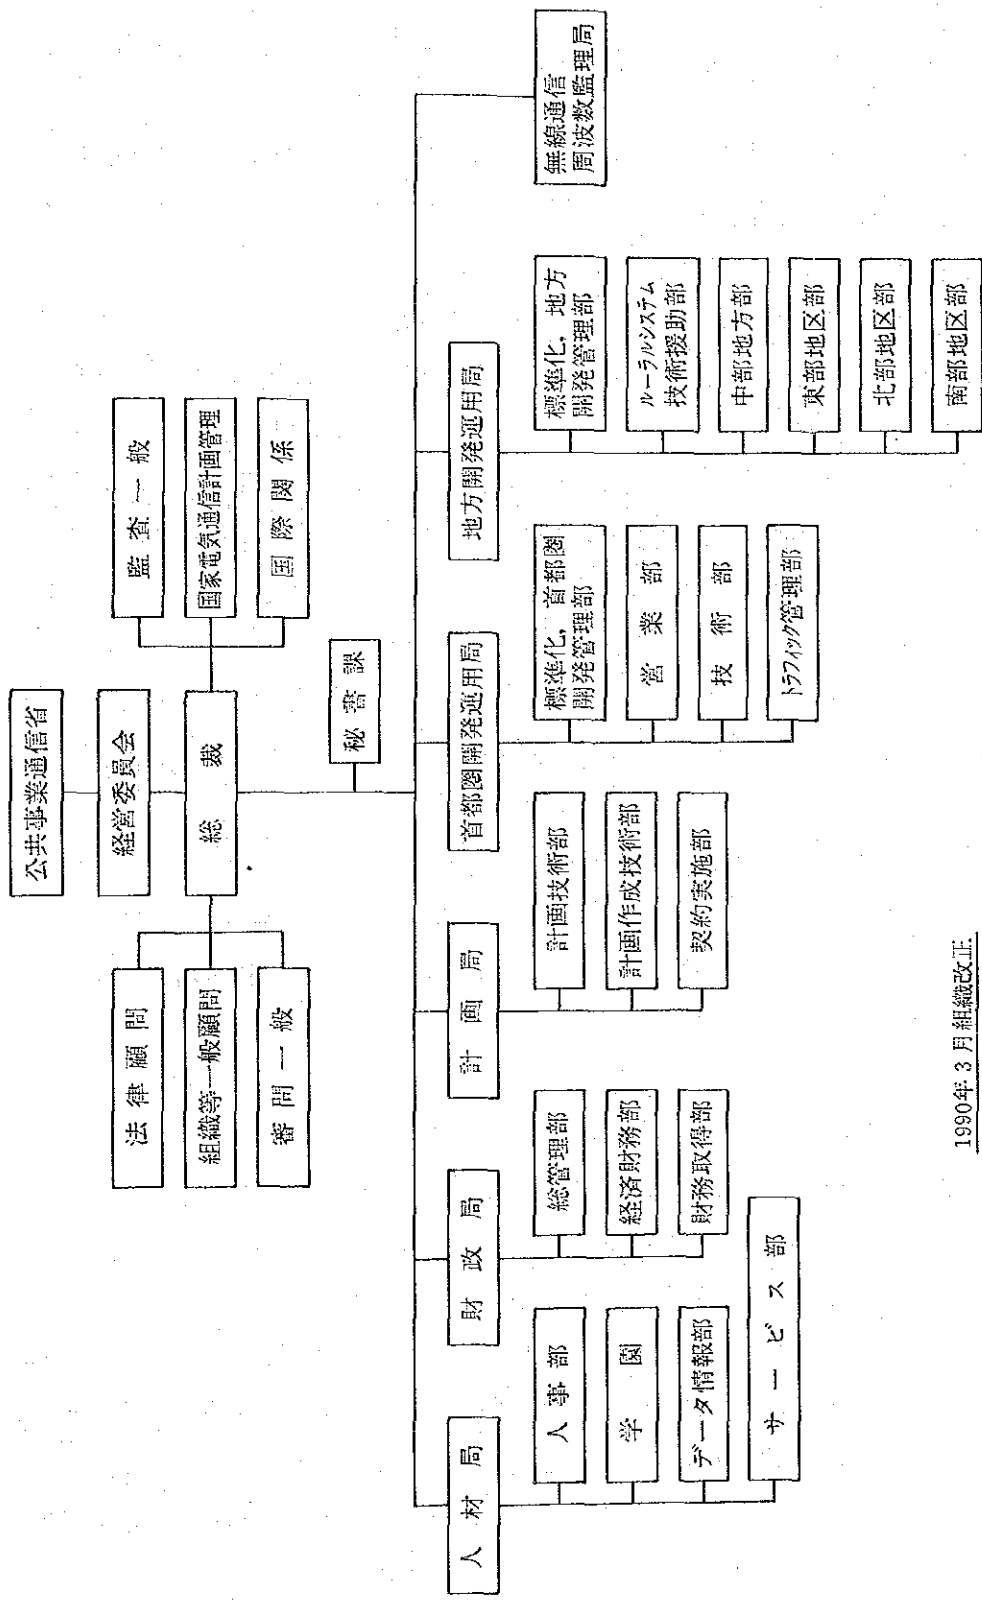 公共事業通信省
経営委員会
総裁
法律顧問
組織等一般顧問
審問一般
監査一般
国家電気通信計画管理
国際関係
秘書課
人材局
人事部
学園
データ情報部
サービス部
財政局
総管理部
経済財務部
財務取得部
計画局
計画技術部
計画作成技術部
契約実施部
首都圏開発運用局
標準化,首都圏
開発管理部
営業部
技術部
トラフィック管理部
地方開発運用局
標準化,地方
開発管理部
ルーラルシステム
技術援助部
中部地方部
東部地区部
北部地区部
南部地区部
無線通信
周波数監理局
1990年3月組織改正